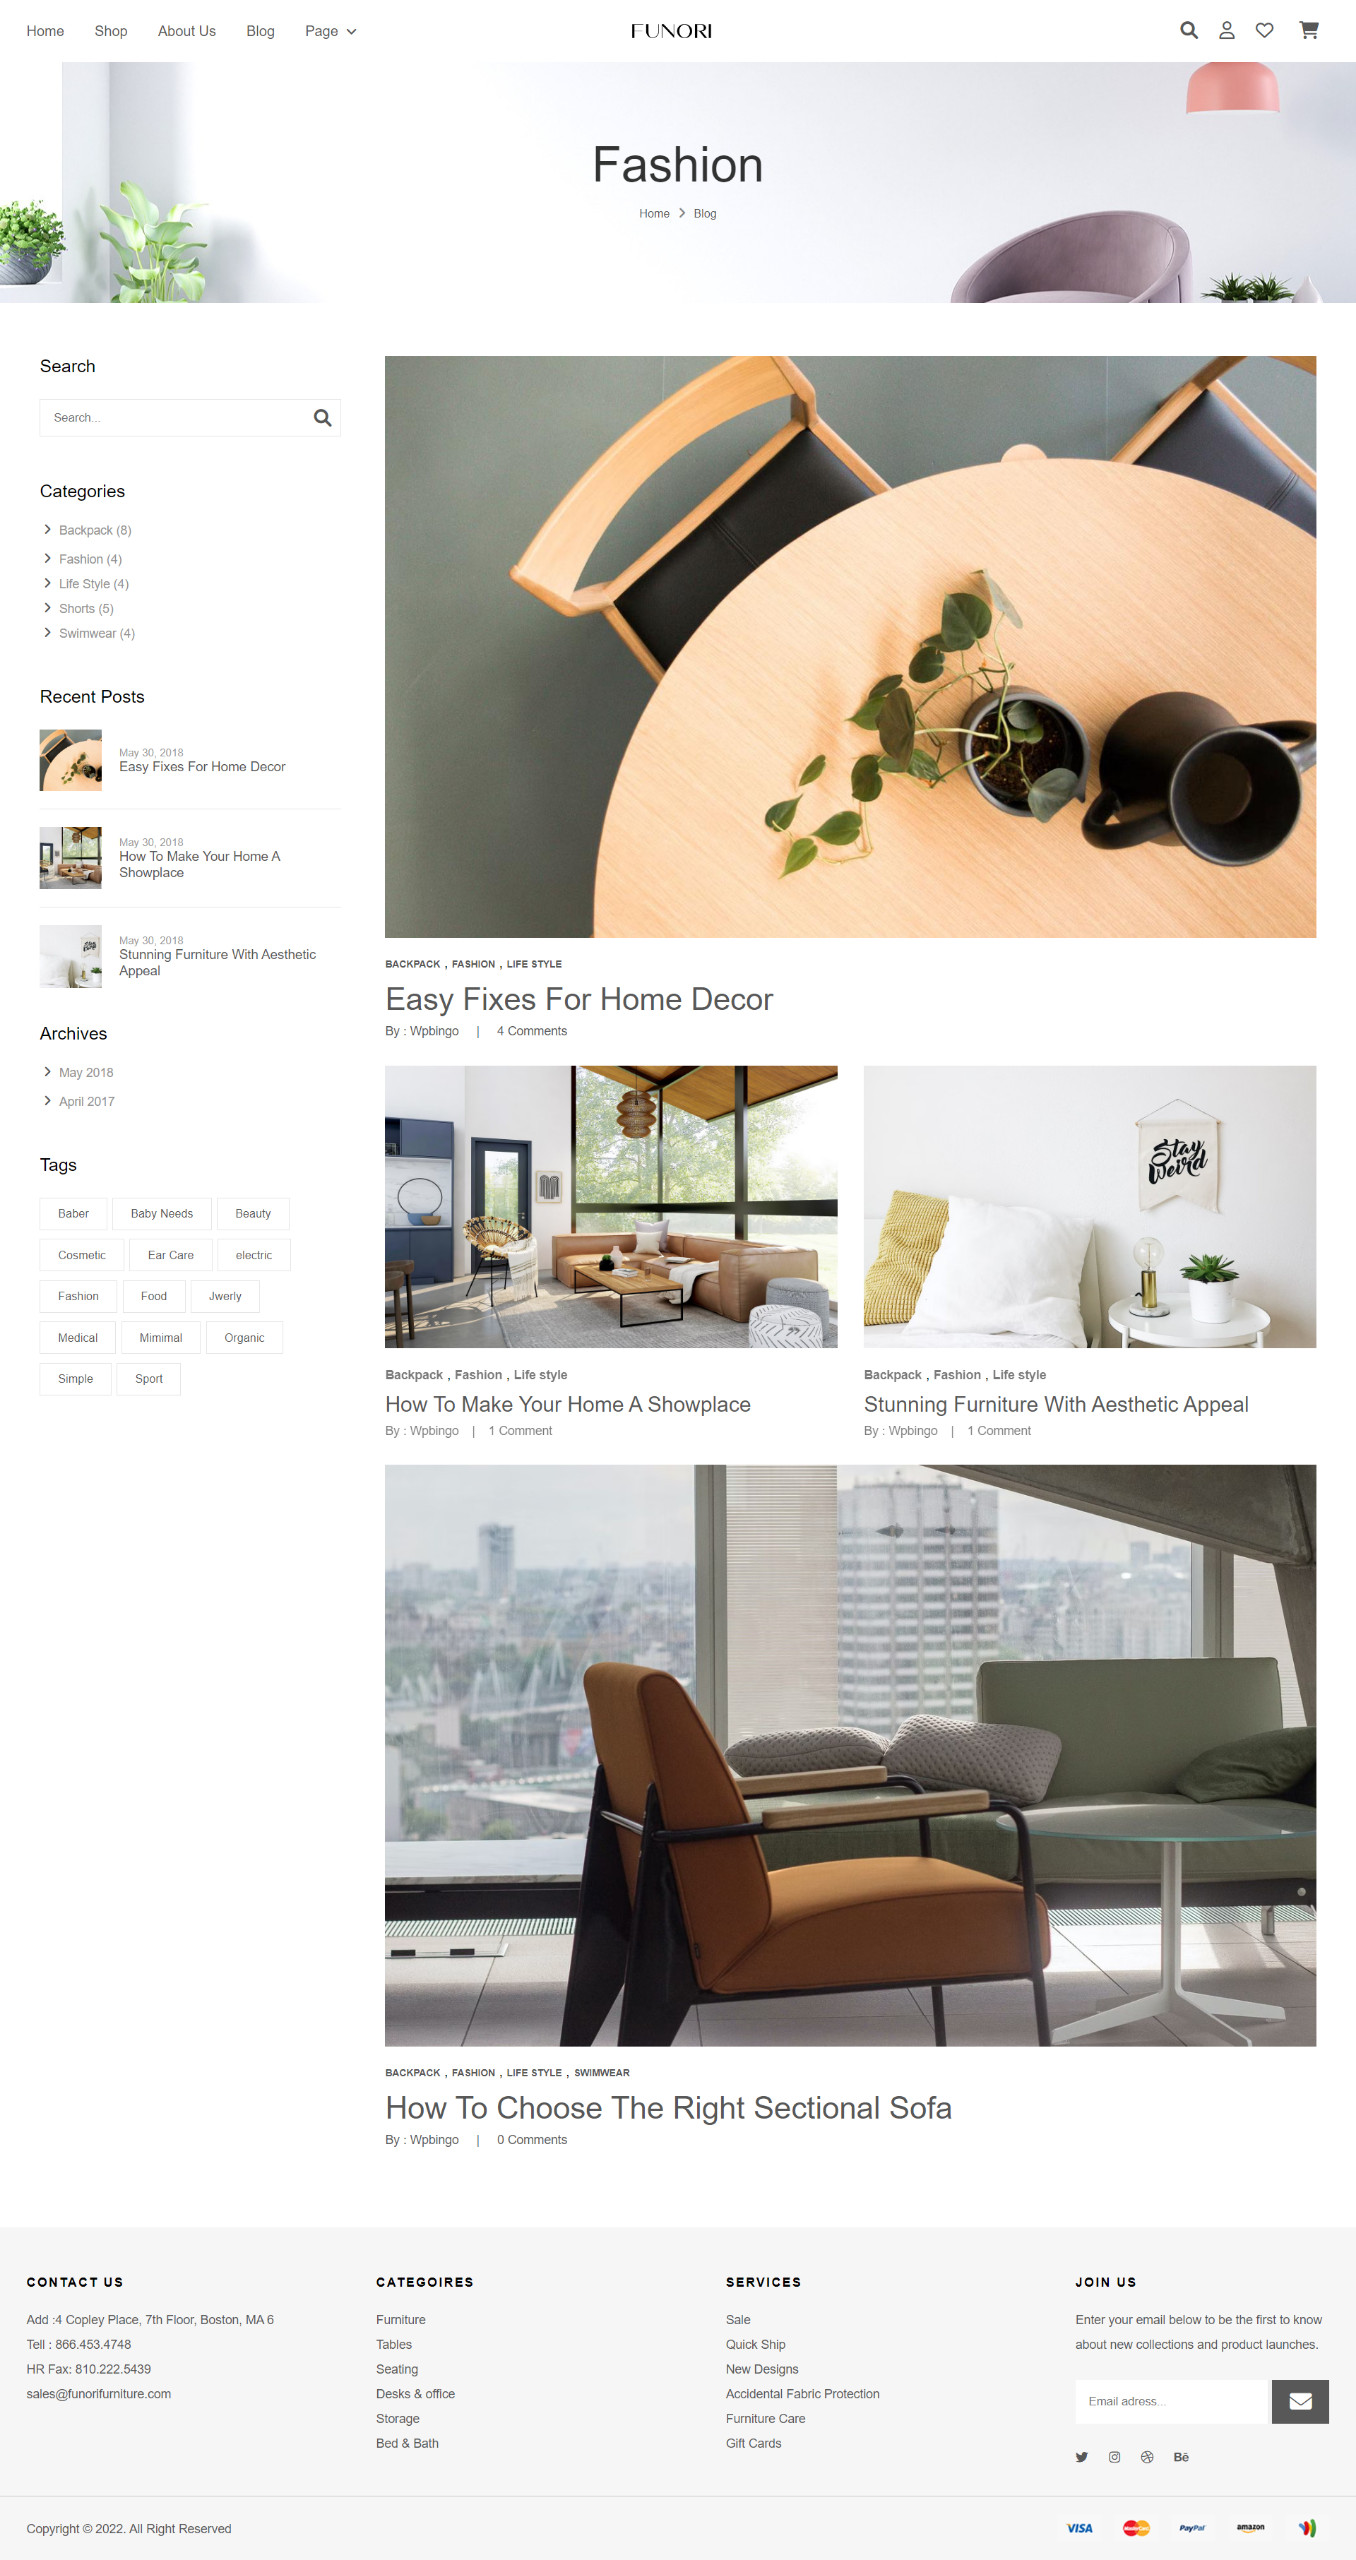 Home Shop About Us Blog Page
FUNORI
Fashion
Home Blog
Search
Search...
Categories
Backpack (8)
Fashion (4)
Life Style (4)
Shorts (5)
Swimwear (4)
Recent Posts
May 30, 2018
Easy Fixes For Home Decor
May 30, 2018
How To Make Your Home A
Showplace
May 30, 2018
Stunning Furniture With Aesthetic
Appeal
Archives
May 2018
April 2017
Tags
Baber Baby Needs Beauty
Cosmetic Ear Care electric
Fashion Food Jwerly
Medical Mimimal Organic
Simple Sport
BACKPACK , FASHION , LIFE STYLE
Easy Fixes For Home Decor
By : Wpbingo | 4 Comments
Backpack , Fashion , Life style
How To Make Your Home A Showplace
By : Wpbingo | 1 Comment
Stay
Weird
Backpack , Fashion , Life style
Stunning Furniture With Aesthetic Appeal
By : Wpbingo | 1 Comment
BACKPACK , FASHION , LIFE STYLE , SWIMWEAR
How To Choose The Right Sectional Sofa
By : Wpbingo | 0 Comments
CONTACT US
Add :4 Copley Place, 7th Floor, Boston, MA 6
Tell : 866.453.4748
HR Fax: 810.222.5439
sales@funorifurniture.com
CATEGOIRES
Furniture
Tables
Seating
Desks & office
Storage
Bed & Bath
SERVICES
Sale
Quick Ship
New Designs
Accidental Fabric Protection
Furniture Care
Gift Cards
JOIN US
Enter your email below to be the first to know
about new collections and product launches.
Email adress...
Bē
Copyright © 2022. All Right Reserved
VISA MasterCard PayPal amazon